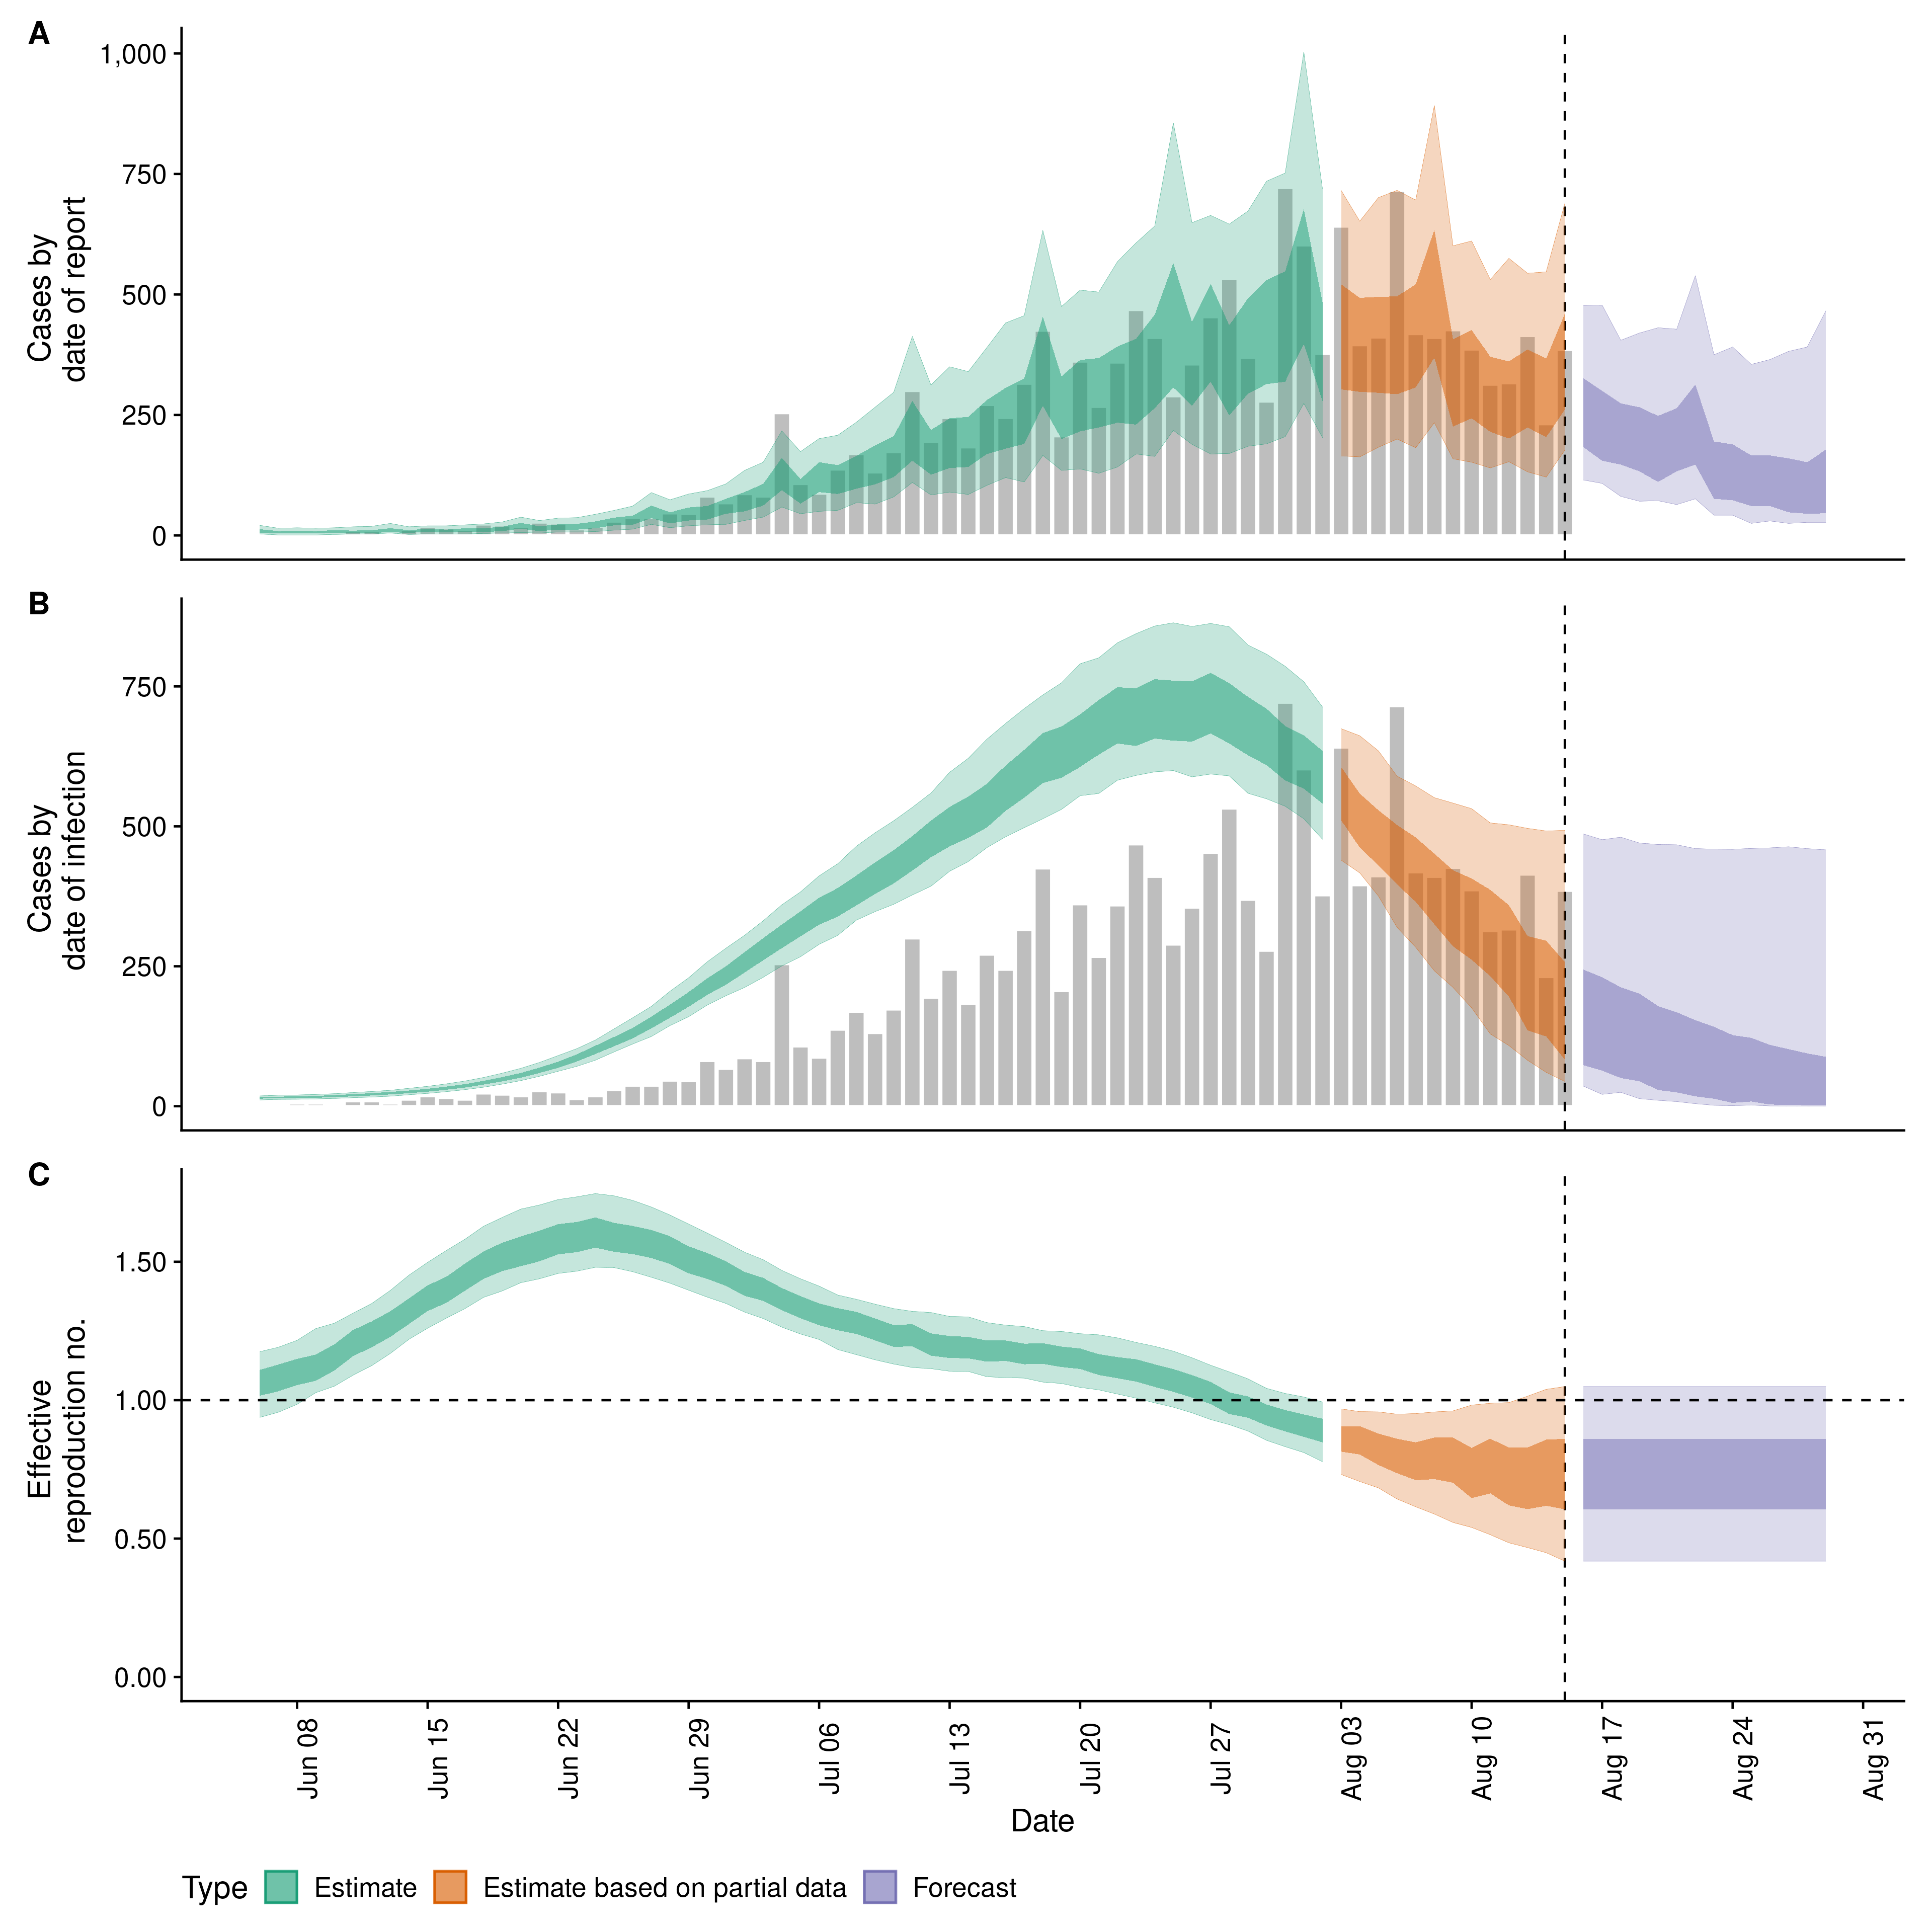 A
Cases by
date of report
1,000
750
500
250
0
B
Cases by
date of infection
750
500
250
0
C
Effective
reproduction no.
1.50
1.00
0.50
0.00
Jun 08
Jun 15
Jun 22
Jun 29
Jul 06
Jul 13
Jul 20
Jul 27
Aug 03
Aug 10
Aug 17
Aug 24
Aug 31
Date
Type Estimate Estimate based on partial data Forecast